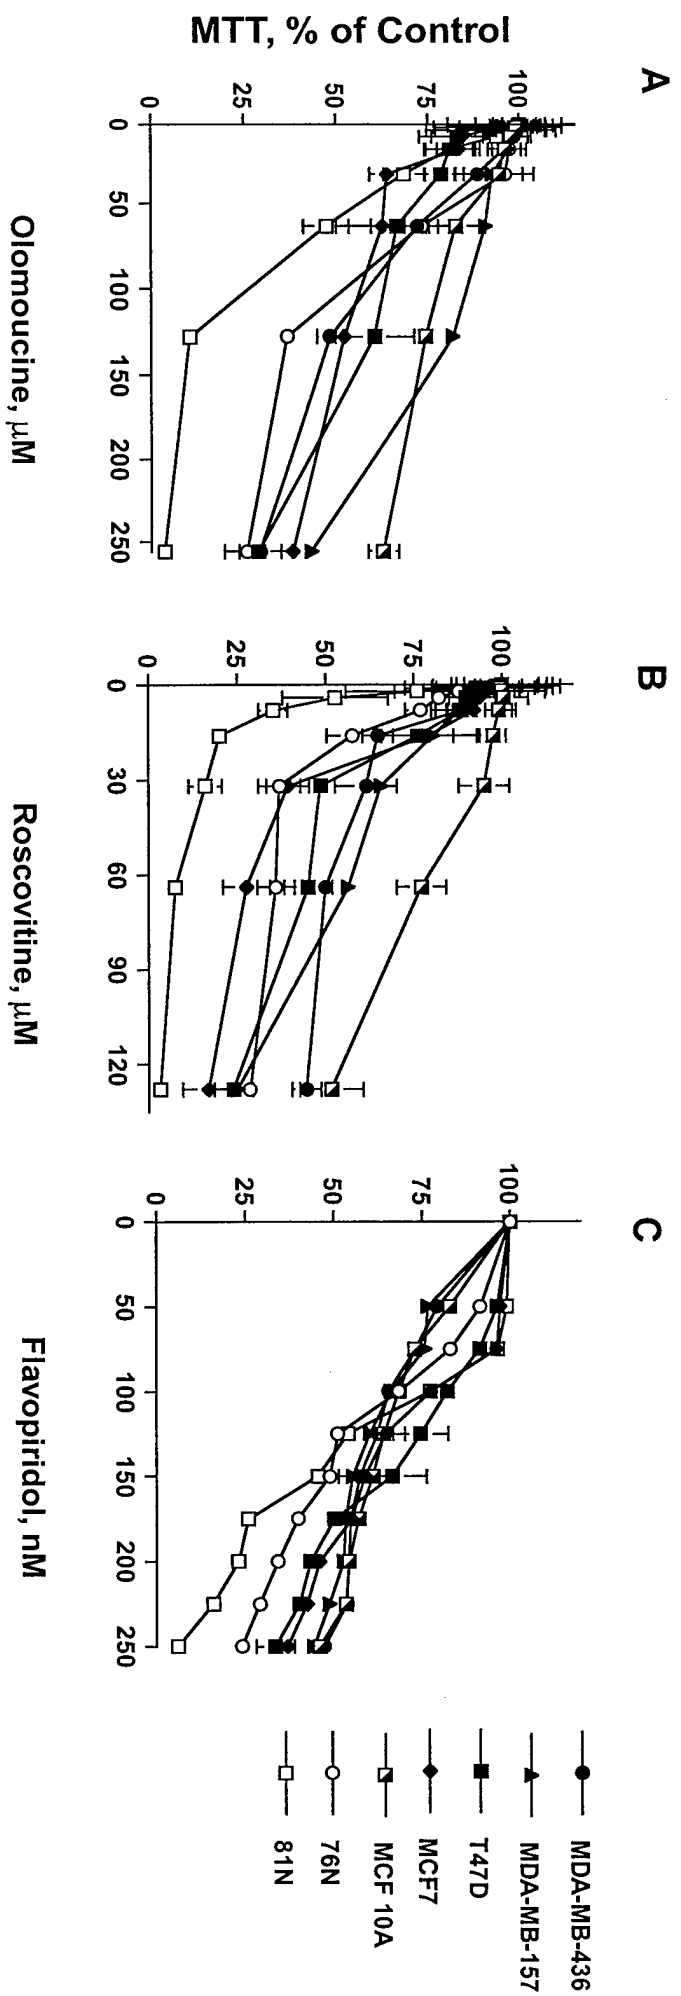 A
MTT, % of Control
100
75
50
25
0
0 50 100 150 200 250
Olomoucine, μM
B
100
75
50
25
0
0 30 60 90 120
Roscovitine, μM
C
100
75
50
25
0
0 50 100 150 200 250
Flavopiridol, nM
MDA-MB-436
MDA-MB-157
T47D
MCF7
MCF 10A
76N
81N